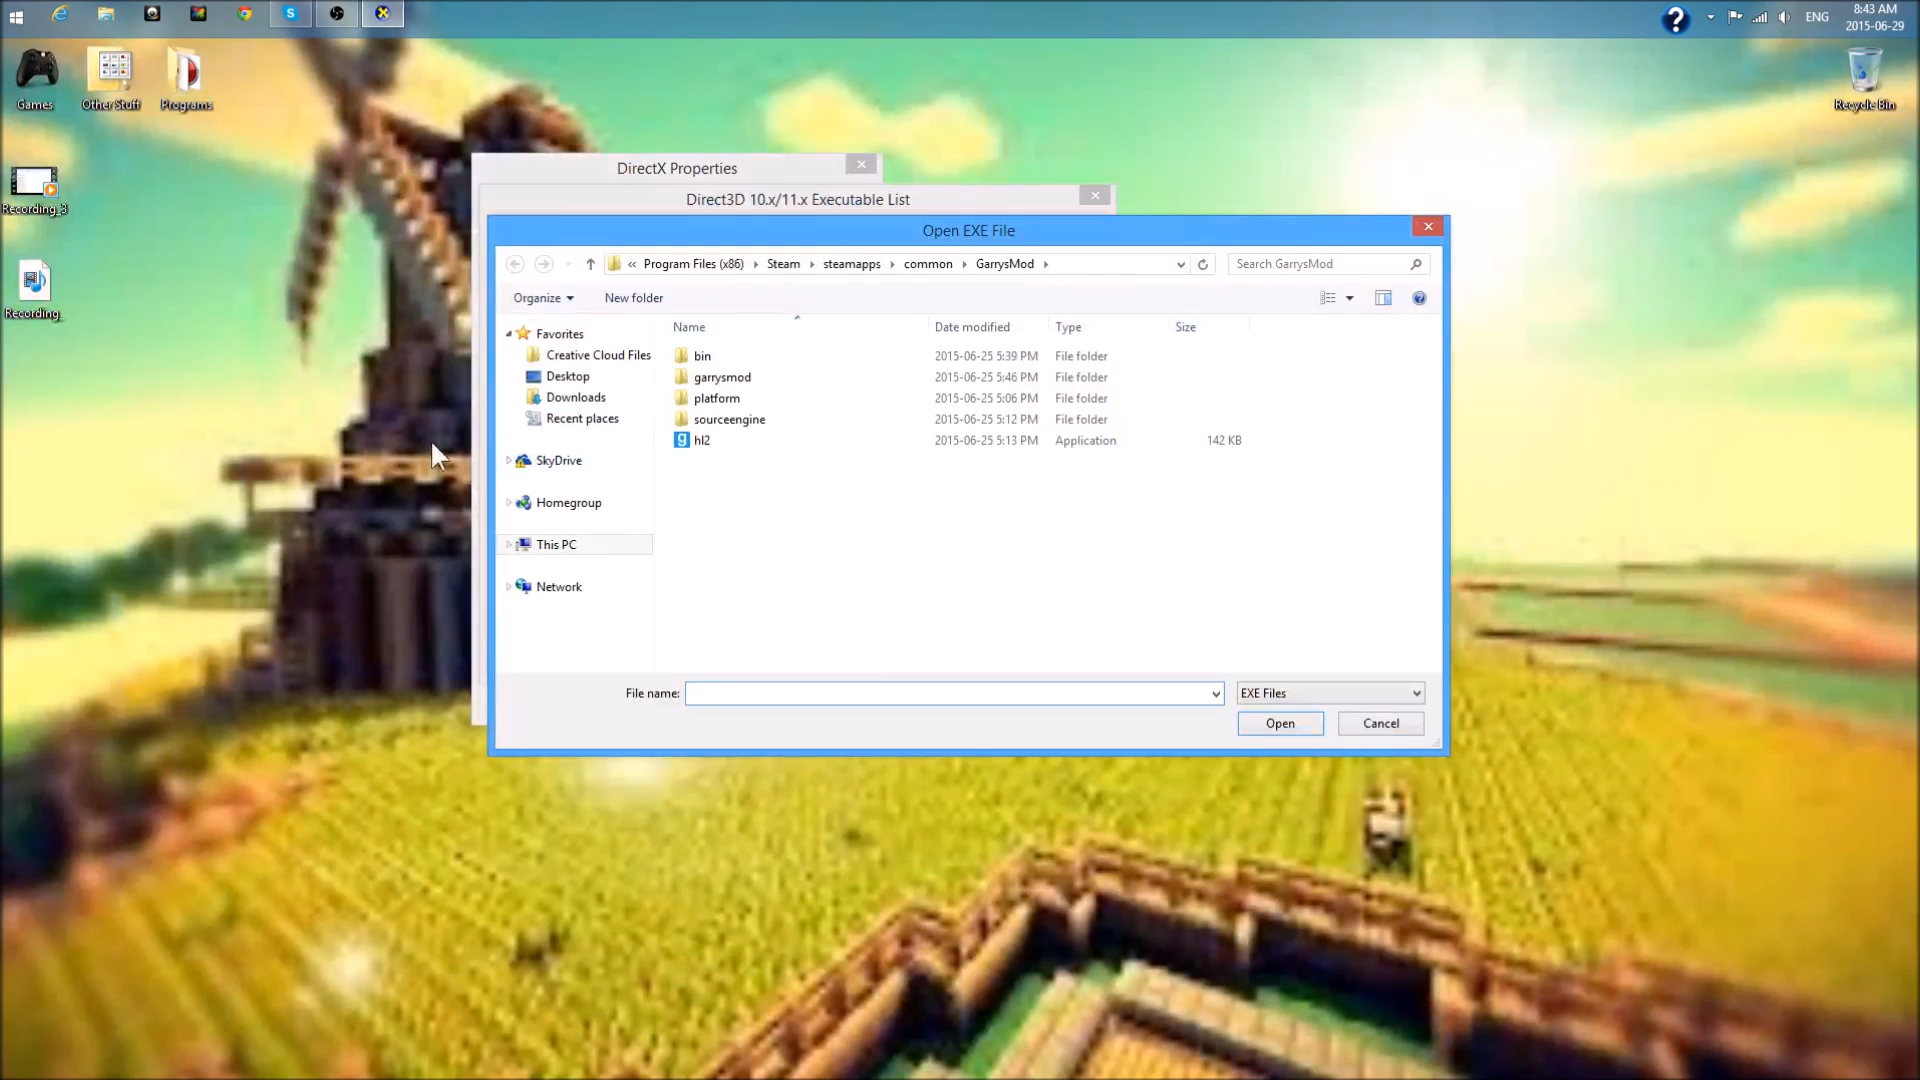 8:43 AM
ENG
2015-06-29
Games
Other Stuff
Programs
Recycle Bin
Recording_3
Recording_
DirectX Properties
Direct3D 10.x/11.x Executable List
Open EXE File
« Program Files (x86) Steam steamapps common GarrysMod
Search GarrysMod
Organize New folder
Name Date modified Type Size
Favorites
Creative Cloud Files
Desktop
Downloads
Recent places
SkyDrive
Homegroup
This PC
Network
bin 2015-06-25 5:39 PM File folder
garrysmod 2015-06-25 5:46 PM File folder
platform 2015-06-25 5:06 PM File folder
sourceengine 2015-06-25 5:12 PM File folder
hl2 2015-06-25 5:13 PM Application 142 KB
File name: EXE Files
Open Cancel